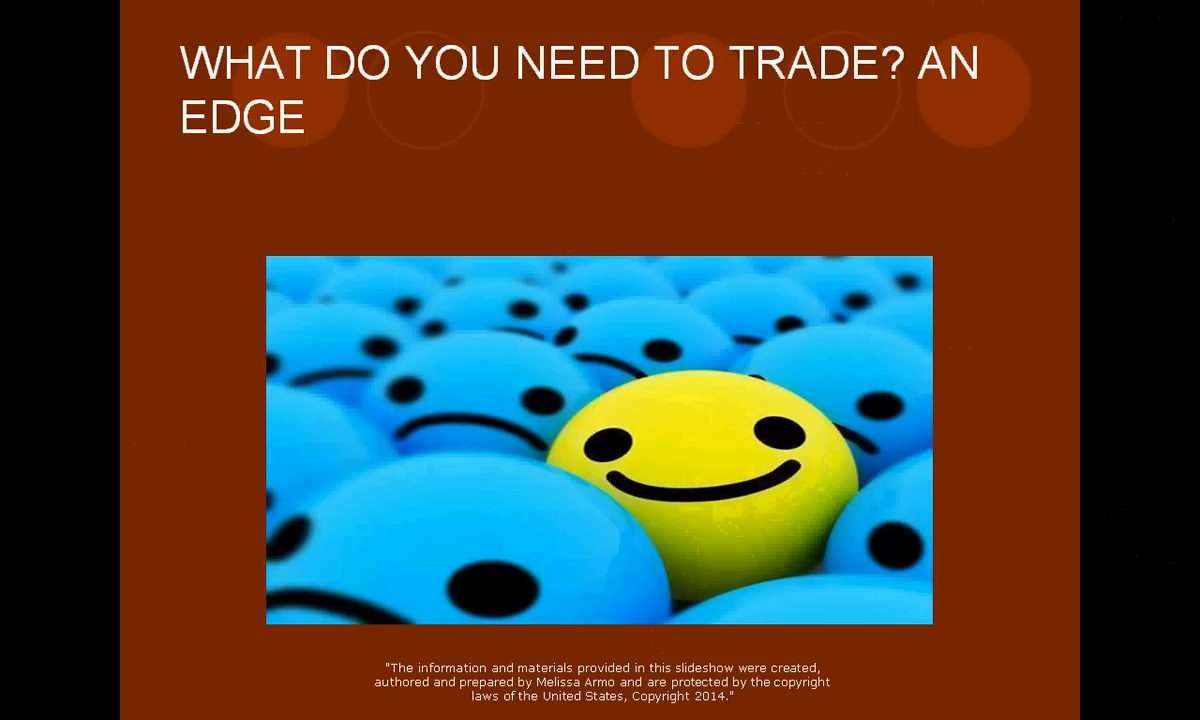 WHAT DO YOU NEED TO TRADE? AN
EDGE
"The information and materials provided in this slideshow were created,
authored and prepared by Melissa Armo and are protected by the copyright
laws of the United States, Copyright 2014."